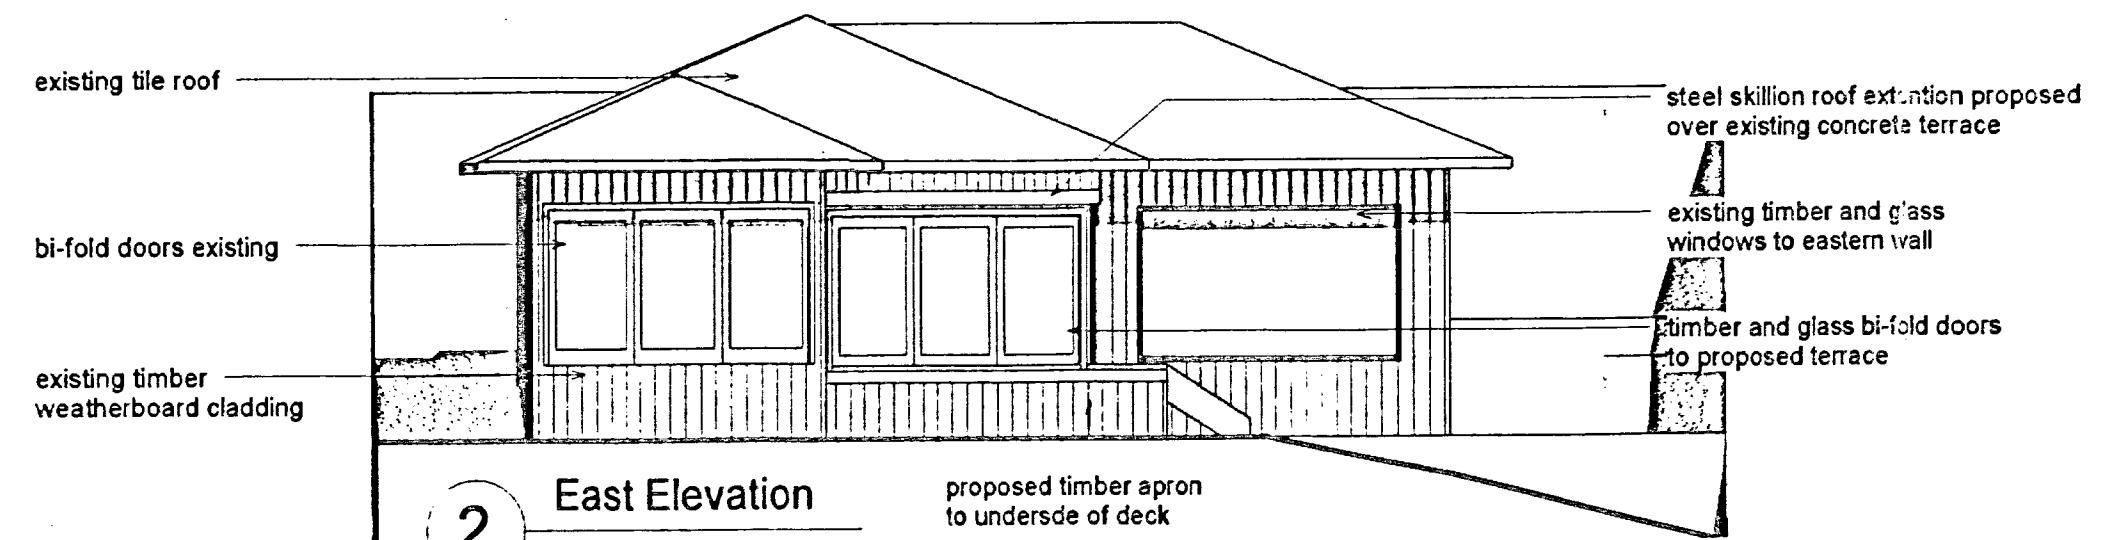 existing tile roof
steel skillion roof extention proposed
over existing concrete terrace
existing timber and glass
windows to eastern wall
bi-fold doors existing
timber and glass bi-fold doors
to proposed terrace
existing timber
weatherboard cladding
East Elevation
2
proposed timber apron
to undersde of deck